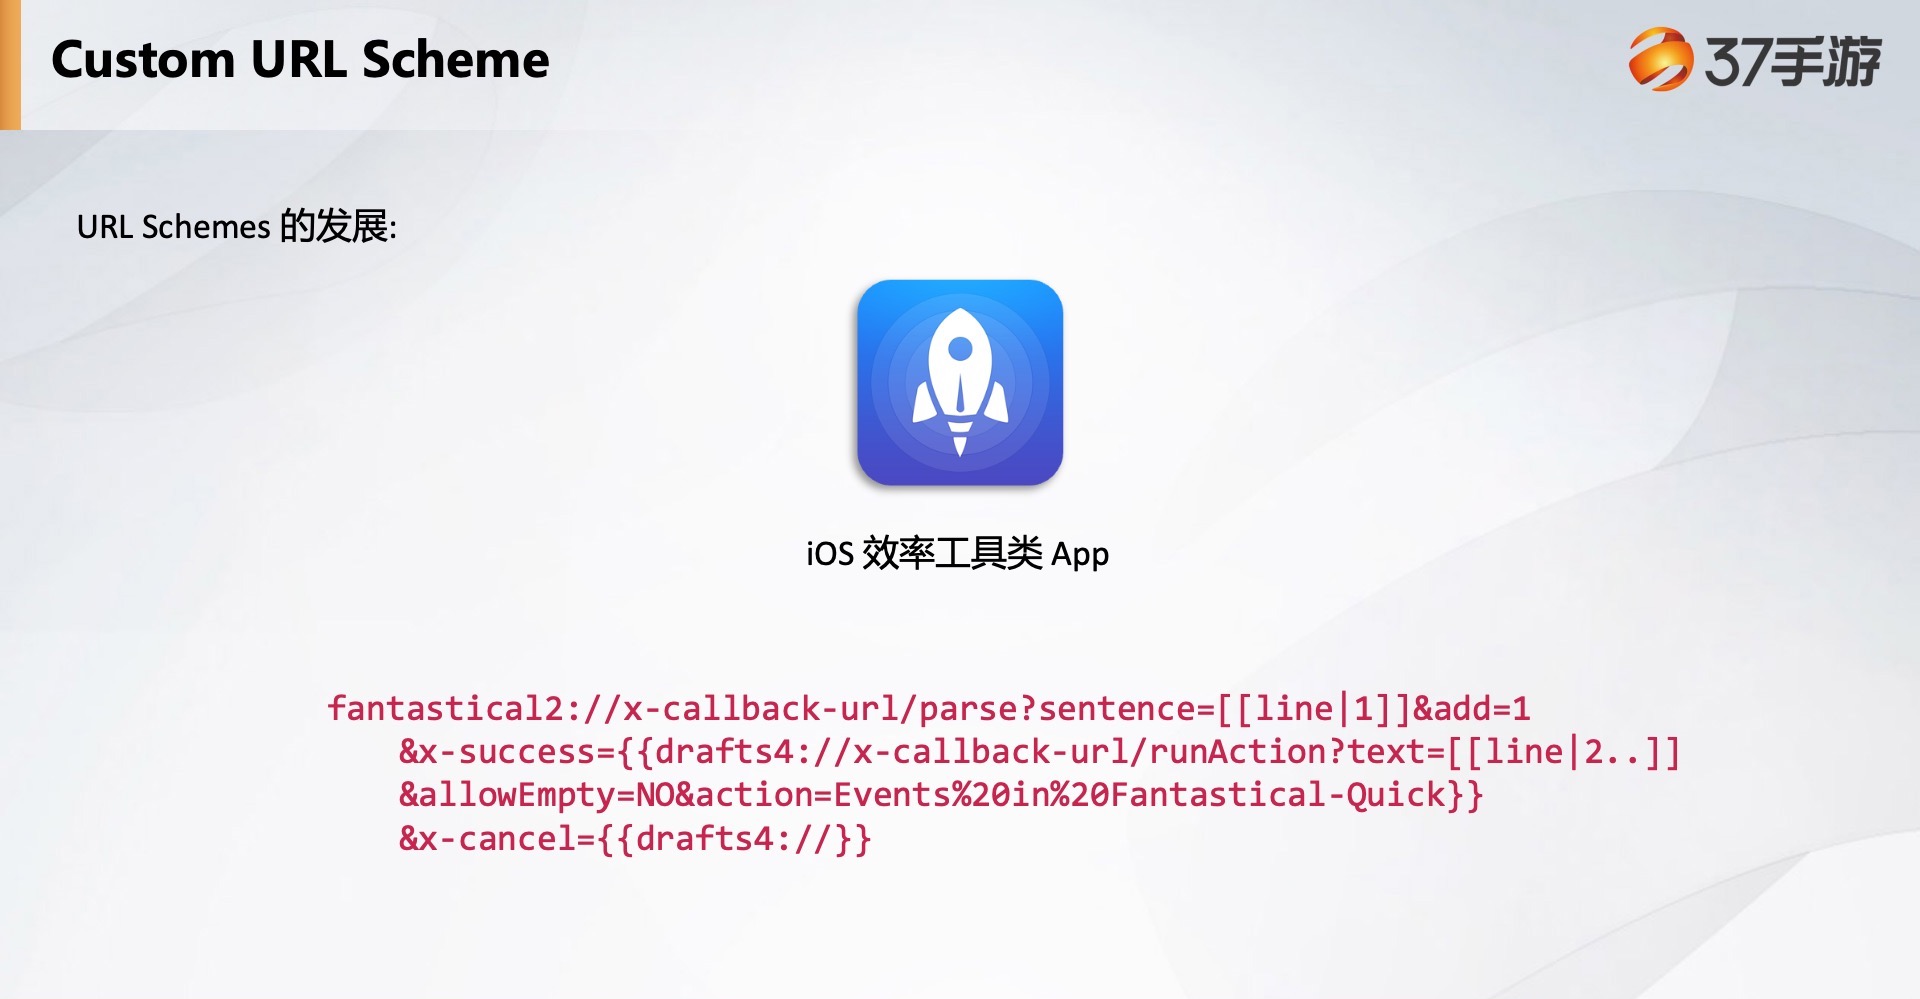 Custom URL Scheme
37手游
URL Schemes 的发展:
iOS 效率工具类 App
fantastical2://x-callback-url/parse?sentence=[[line|1]]&add=1
&x-success={{drafts4://x-callback-url/runAction?text=[[line|2..]]
&allowEmpty=NO&action=Events%20in%20Fantastical-Quick}}
&x-cancel={{drafts4://}}